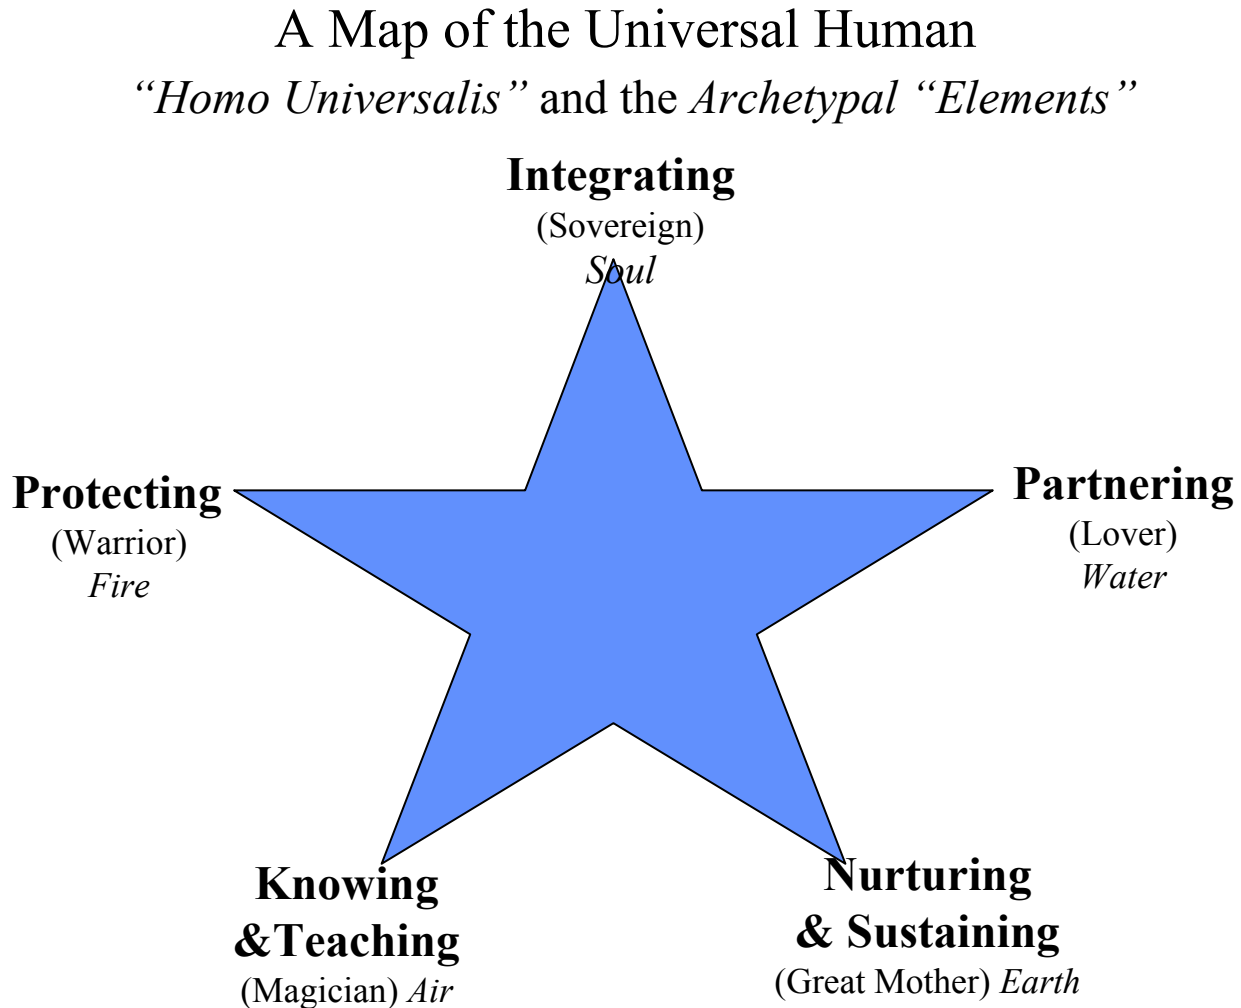 A Map of the Universal Human
“Homo Universalis” and the Archetypal “Elements”
Integrating
(Sovereign)
Soul
Protecting
(Warrior)
Fire
Partnering
(Lover)
Water
Knowing
&Teaching
(Magician) Air
Nurturing
& Sustaining
(Great Mother) Earth